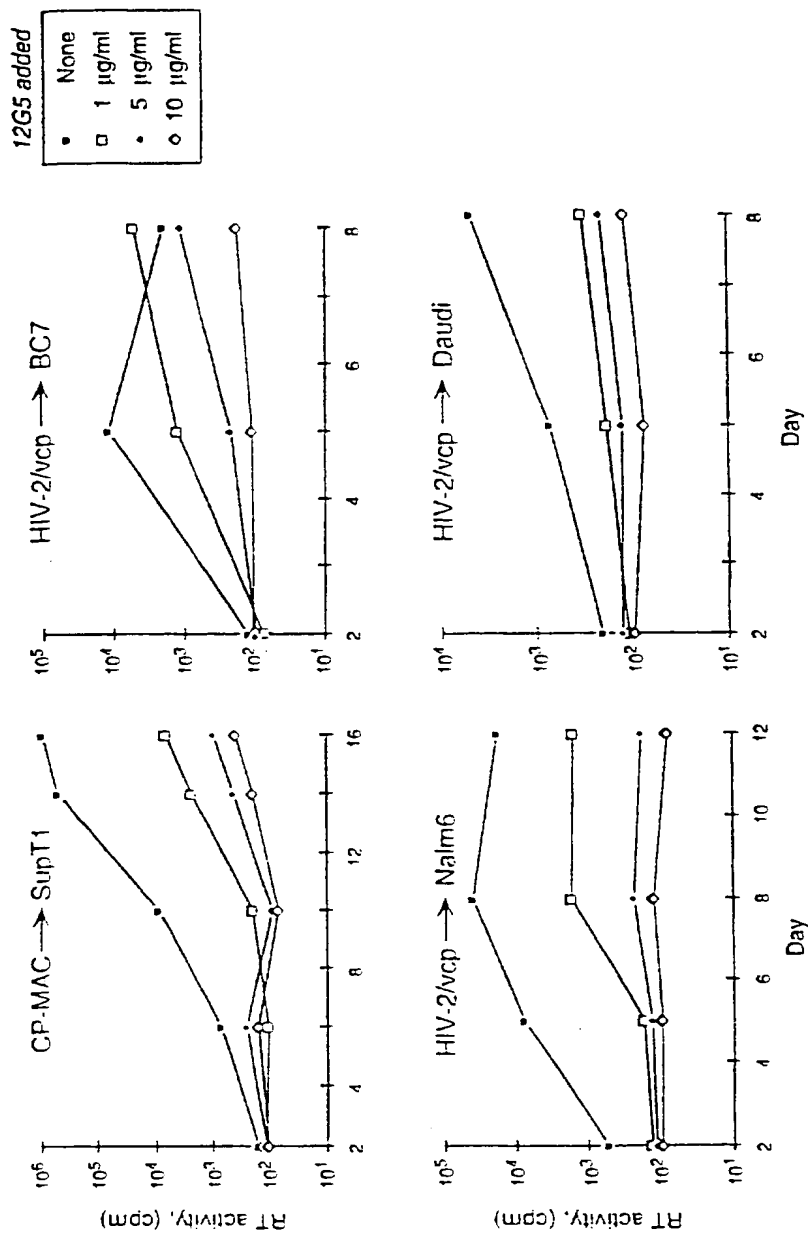 12G5 added
None
1 µg/ml
5 µg/ml
10 µg/ml
CP-MAC → SupT1
RT activity, (cpm)
10⁶
10⁵
10⁴
10³
10²
10¹
2 4 6 8 12 16
HIV-2/vcp → BC7
10⁵
10⁴
10³
10²
10¹
2 4 6 8
HIV-2/vcp → Nalm6
RT activity, (cpm)
10⁵
10⁴
10³
10²
10¹
2 4 6 8 10 12
Day
HIV-2/vcp → Daudi
10⁴
10³
10²
10¹
2 4 6 8
Day